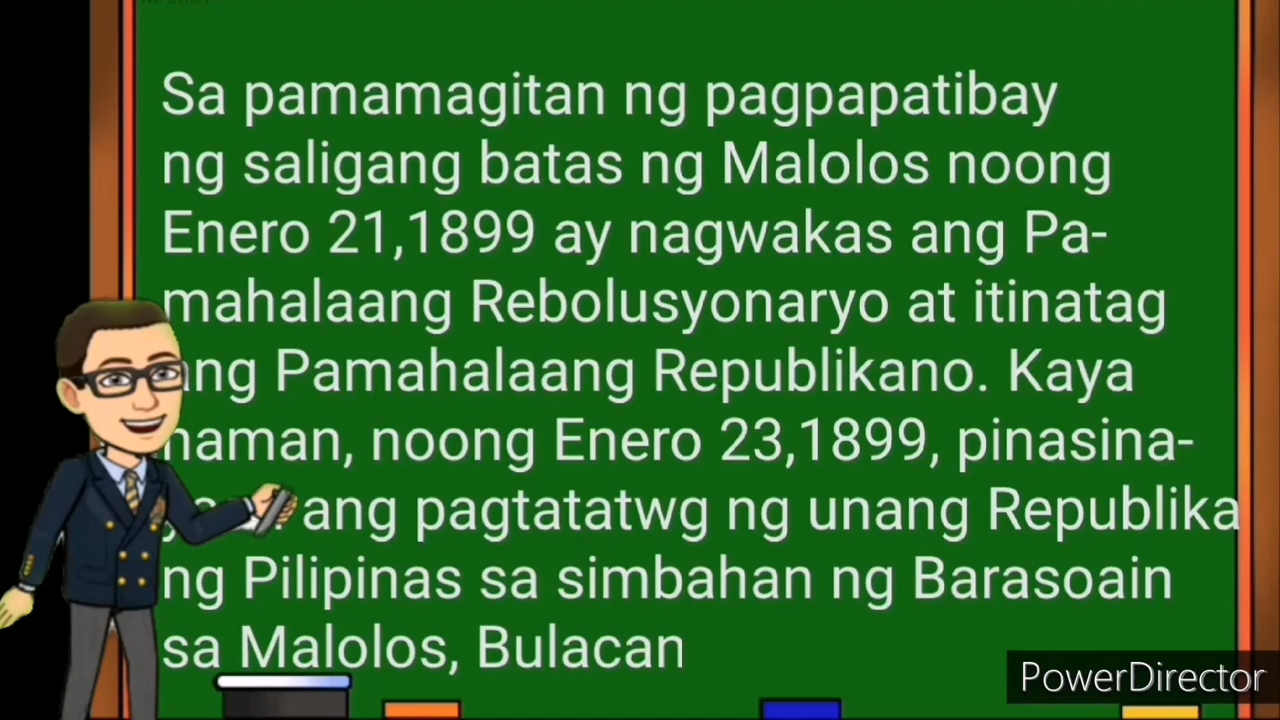 Sa pamamagitan ng pagpapatibay
ng saligang batas ng Malolos noong
Enero 21,1899 ay nagwakas ang Pa-
mahalaang Rebolusyonaryo at itinatag
ang Pamahalaang Republikano. Kaya
naman, noong Enero 23,1899, pinasina-
ang pagtatatwg ng unang Republika
ng Pilipinas sa simbahan ng Barasoain
sa Malolos, Bulacan
PowerDirector